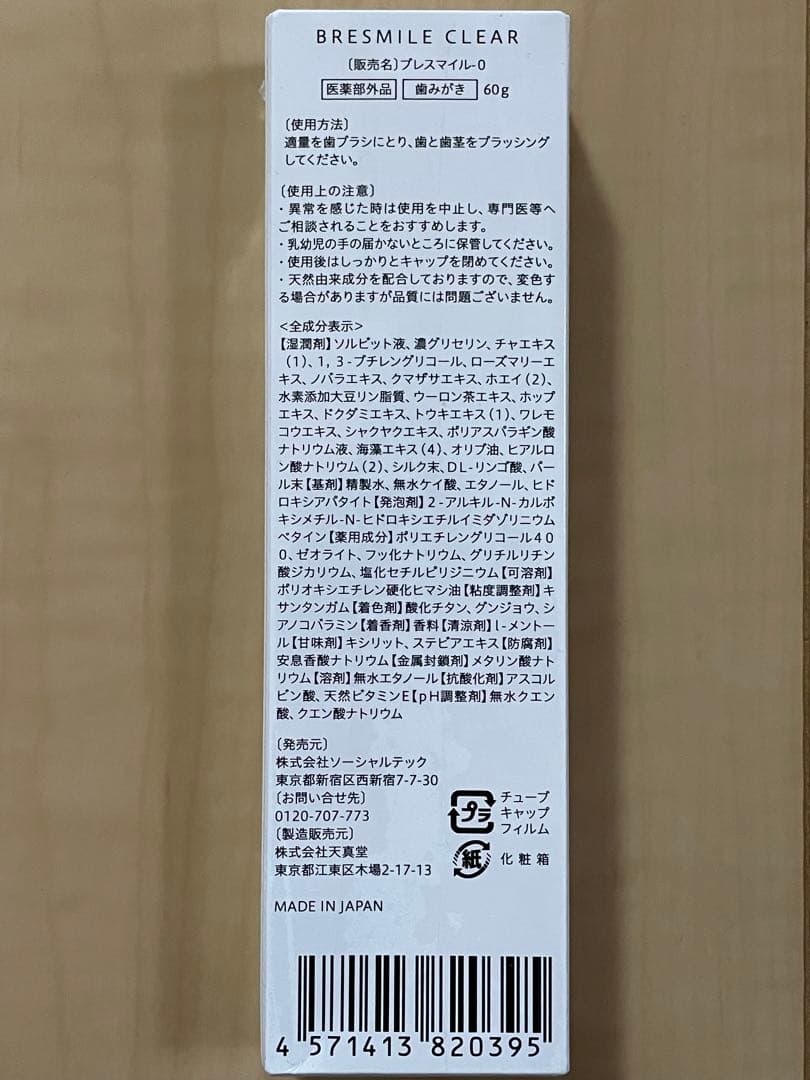 BRESMILE CLEAR
〔販売名〕ブレスマイル-0
医薬部外品 歯みがき 60g
〔使用方法〕
適量を歯ブラシにとり、歯と歯茎をブラッシング
してください。
〔使用上の注意〕
・異常を感じた時は使用を中止し、専門医等へ
ご相談されることをおすすめします。
・乳幼児の手の届かないところに保管してください。
・使用後はしっかりとキャップを閉めてください。
・天然由来成分を配合しておりますので、変色す
る場合がありますが品質には問題ございません。
<全成分表示>
【湿潤剤】ソルビット液、濃グリセリン、チャエキス
（1）、1，3-ブチレングリコール、ローズマリーエ
キス、ノバラエキス、クマザサエキス、ホエイ（2）、
水素添加大豆リン脂質、ウーロン茶エキス、ホップ
エキス、ドクダミエキス、トウキエキス（1）、ワレモ
コウエキス、シャクヤクエキス、ポリアスパラギン酸
ナトリウム液、海藻エキス（4）、オリブ油、ヒアルロ
ン酸ナトリウム（2）、シルク末、DL-リンゴ酸、パール
末【基剤】精製水、無水ケイ酸、エタノール、ヒド
ロキシアパタイト【発泡剤】2-アルキル-N-カルボ
キシメチル-N-ヒドロキシエチルイミダゾリニウム
ベタイン【薬用成分】ポリエチレングリコール40
0、ゼオライト、フッ化ナトリウム、グリチルリチン
酸ジカリウム、塩化セチルピリジニウム【可溶剤】
ポリオキシエチレン硬化ヒマシ油【粘度調整剤】キ
サンタンガム【着色剤】酸化チタン、グンジョウ、シ
アノコバラミン【着香剤】香料【清涼剤】l-メントー
ル【甘味剤】キシリット、ステビアエキス【防腐剤】
安息香酸ナトリウム【金属封鎖剤】メタリン酸ナト
リウム【溶剤】無水エタノール【抗酸化剤】アスコル
ビン酸、天然ビタミンE【pH調整剤】無水クエン
酸、クエン酸ナトリウム
〔発売元〕
株式会社ソーシャルテック
東京都新宿区西新宿7-7-30
〔お問い合せ先〕
0120-707-773
〔製造販売元〕
株式会社天真堂
東京都江東区木場2-17-13
プラ
チューブ
キャップ
フィルム
紙 化粧箱
MADE IN JAPAN
4 571413 820395